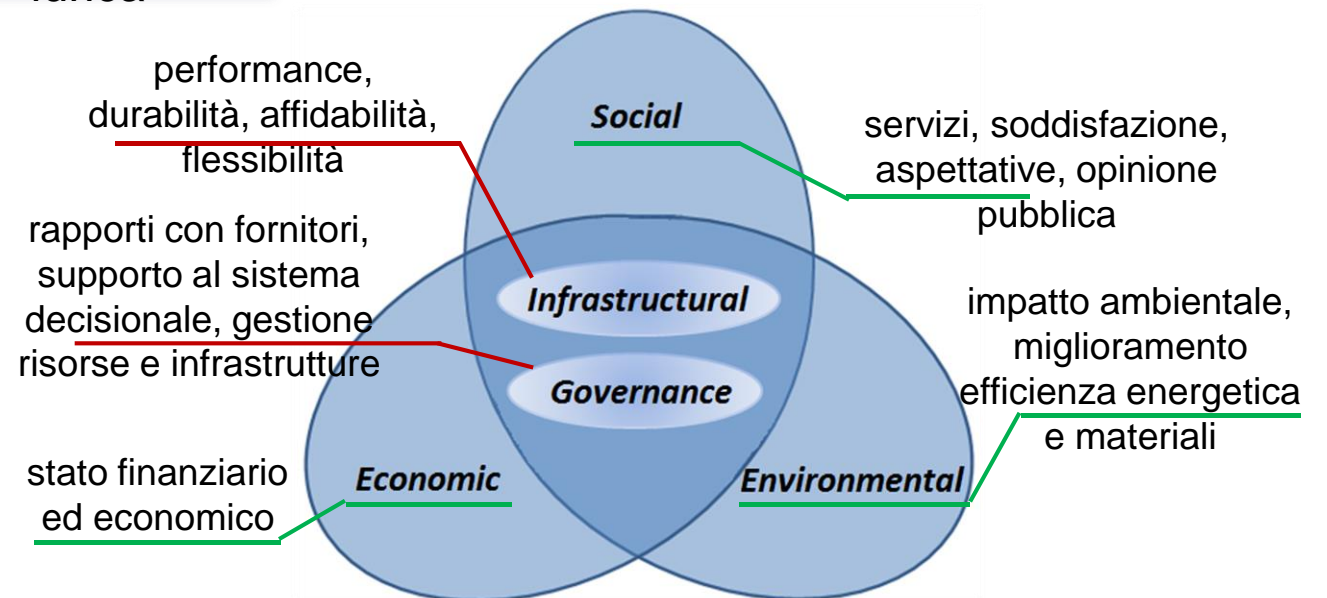 performance,
durabilità, affidabilità,
flessibilità
Social
servizi, soddisfazione,
aspettative, opinione
pubblica
rapporti con fornitori,
supporto al sistema
decisionale, gestione
risorse e infrastrutture
Infrastructural
Governance
impatto ambientale,
miglioramento
efficienza energetica
e materiali
stato finanziario
ed economico
Economic
Environmental